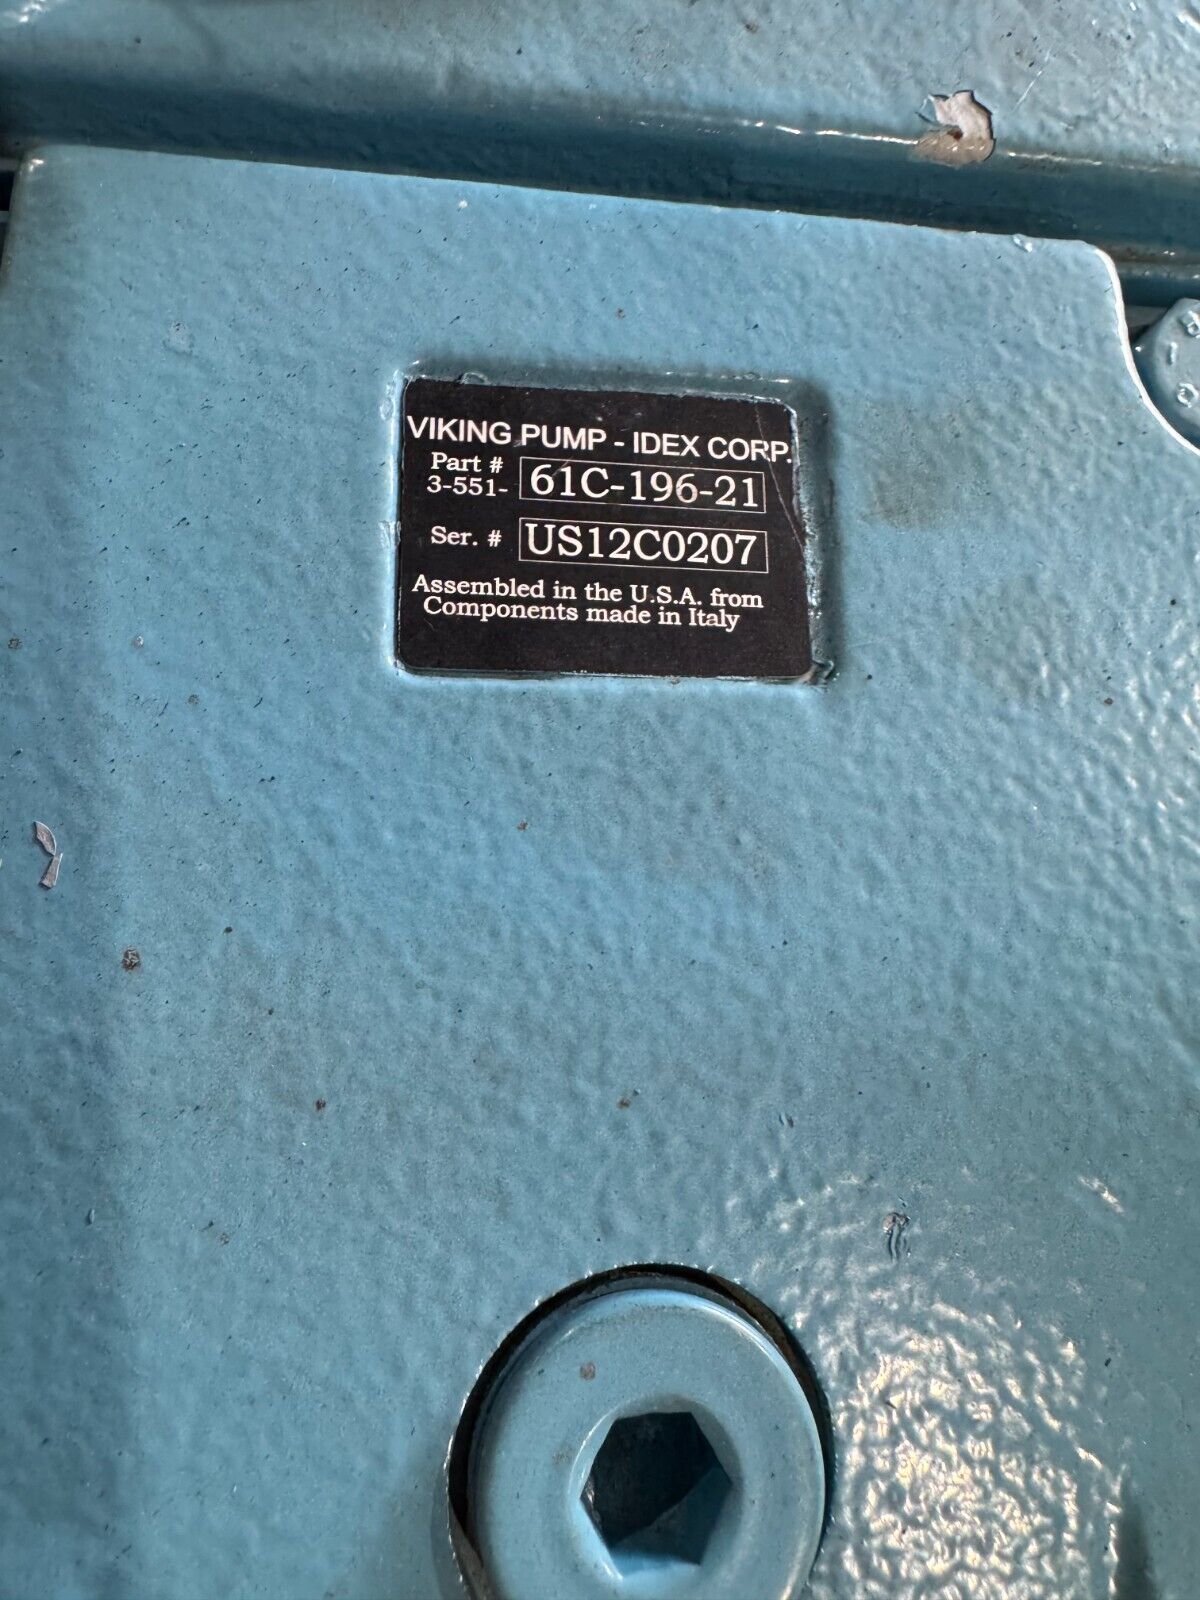 VIKING PUMP - IDEX CORP.
Part #
3-551- 61C-196-21
Ser. # US12C0207
Assembled in the U.S.A. from
Components made in Italy